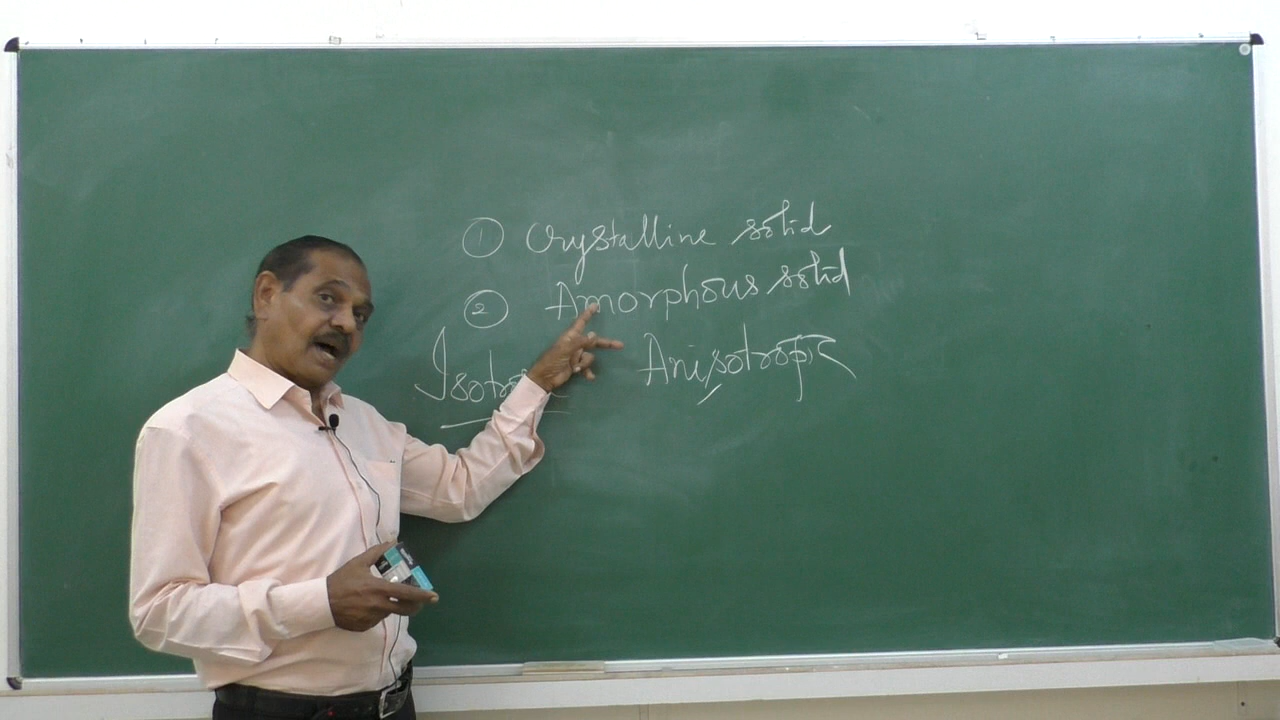 ① Crystalline solid
② Amorphous solid
Anisotropic